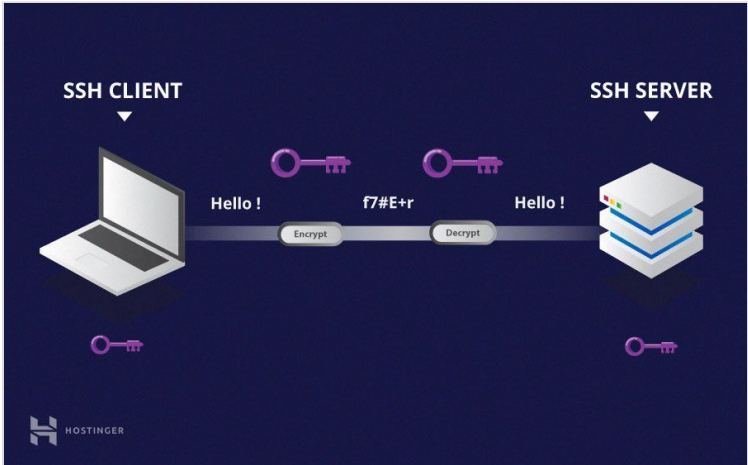 SSH CLIENT
SSH SERVER
Hello !
f7#E+r
Hello !
Encrypt
Decrypt
HOSTINGER